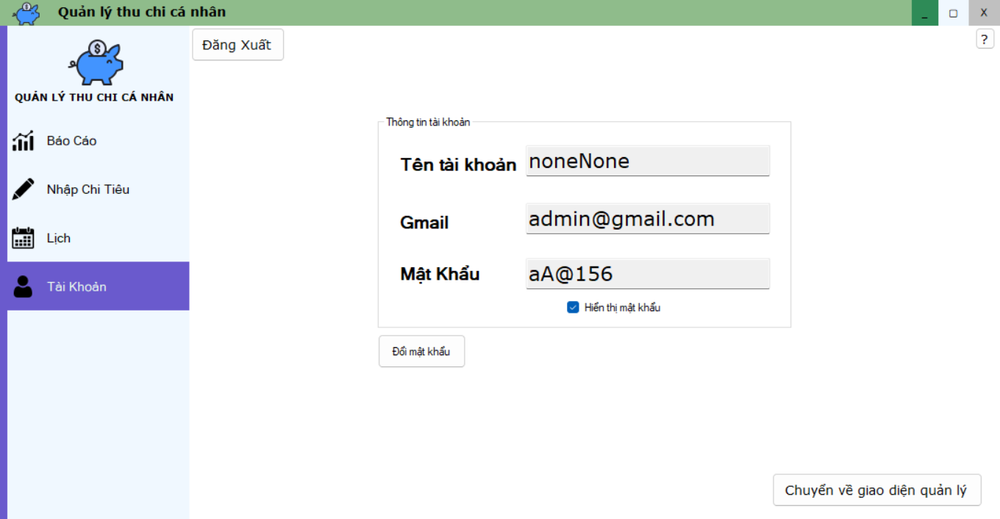 Quản lý thu chi cá nhân
_ □ X
Đăng Xuất
?
QUẢN LÝ THU CHI CÁ NHÂN
Báo Cáo
Nhập Chi Tiêu
Lịch
Tài Khoản
Thông tin tài khoản
Tên tài khoản noneNone
Gmail admin@gmail.com
Mật Khẩu aA@156
Hiển thị mật khẩu
Đổi mật khẩu
Chuyển về giao diện quản lý